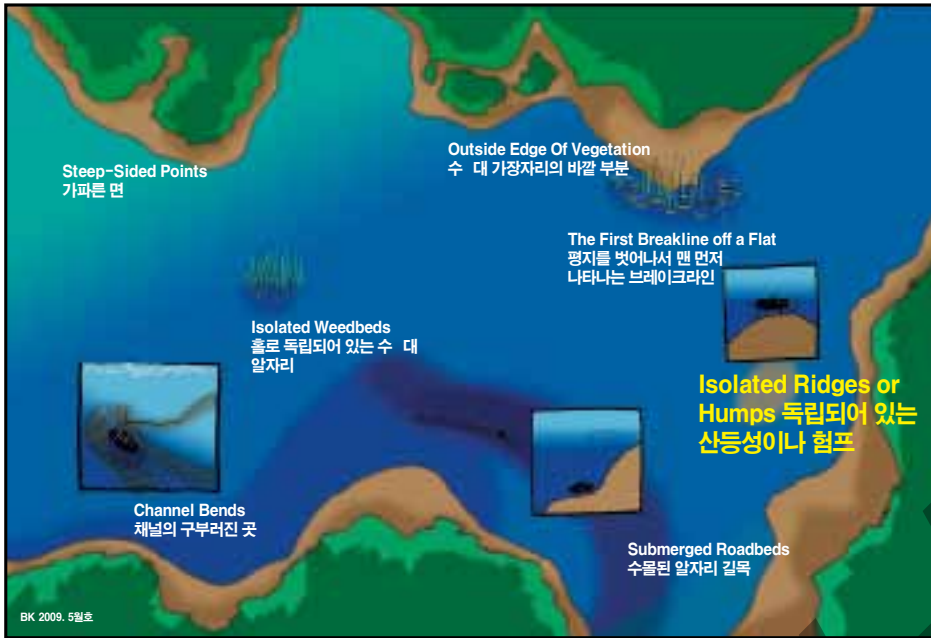 Outside Edge Of Vegetation
수 대 가장자리의 바깥 부분
Steep-Sided Points
가파른 면
The First Breakline off a Flat
평지를 벗어나서 맨 먼저
나타나는 브레이크라인
Isolated Weedbeds
홀로 독립되어 있는 수 대
알자리
Isolated Ridges or
Humps 독립되어 있는
산등성이나 험프
Channel Bends
채널의 구부러진 곳
Submerged Roadbeds
수몰된 알자리 길목
BK 2009. 5월호